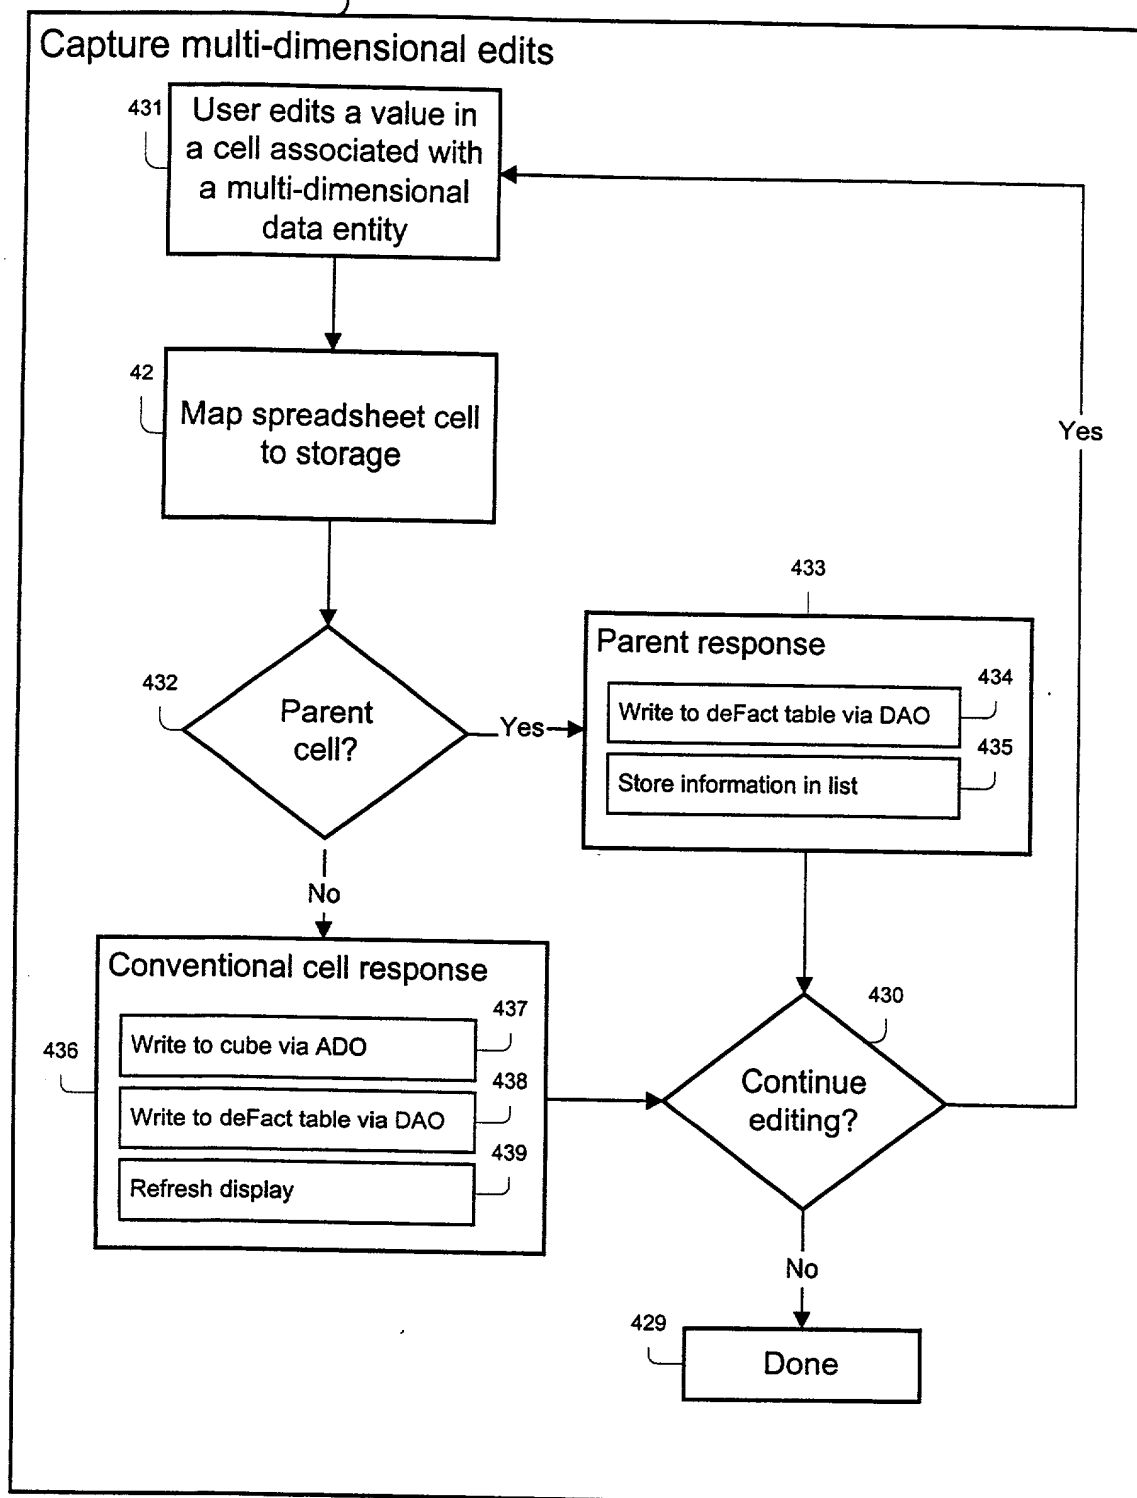 Capture multi-dimensional edits
431
User edits a value in
a cell associated with
a multi-dimensional
data entity
42
Map spreadsheet cell
to storage
Yes
433
Parent response
434
Write to deFact table via DAO
435
Store information in list
432
Parent
cell?
Yes
No
Conventional cell response
436
437
Write to cube via ADO
438
Write to deFact table via DAO
439
Refresh display
430
Continue
editing?
No
429
Done